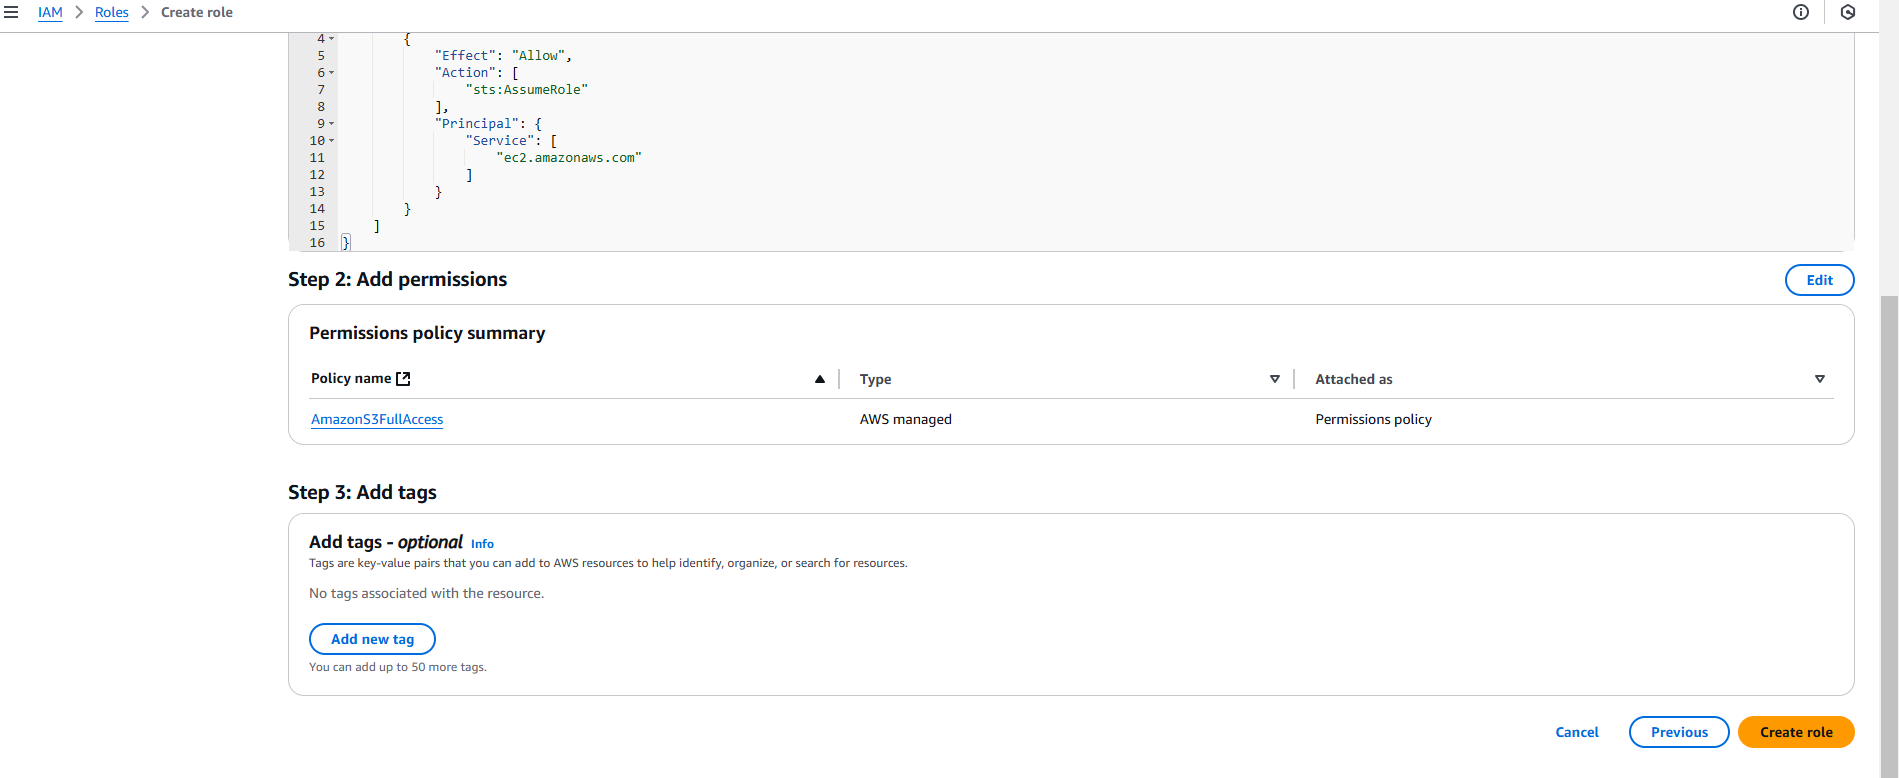 IAM > Roles > Create role
4 {
5 "Effect": "Allow",
6 "Action": [
7 "sts:AssumeRole"
8 ],
9 "Principal": {
10 "Service": [
11 "ec2.amazonaws.com"
12 ]
13 }
14 }
15 ]
16 }
Step 2: Add permissions
Edit
Permissions policy summary
Policy name Type Attached as
AmazonS3FullAccess AWS managed Permissions policy
Step 3: Add tags
Add tags - optional Info
Tags are key-value pairs that you can add to AWS resources to help identify, organize, or search for resources.
No tags associated with the resource.
Add new tag
You can add up to 50 more tags.
Cancel Previous Create role